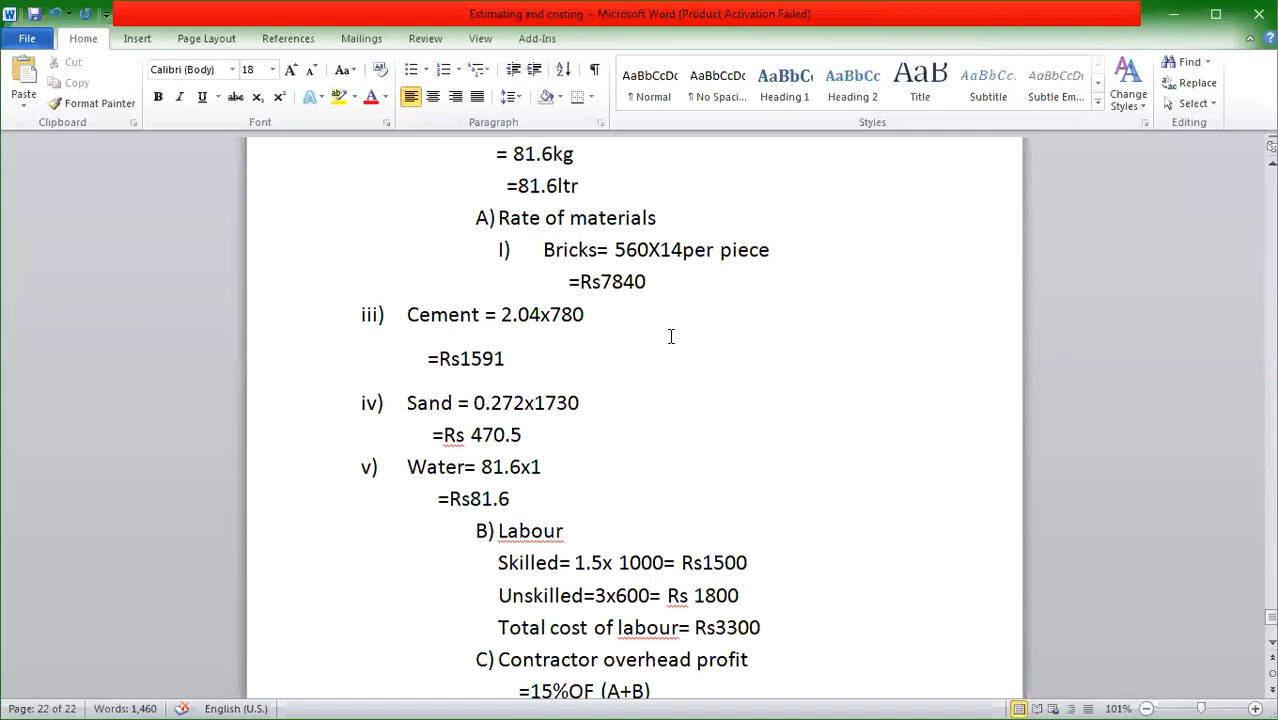 Estimating and costing - Microsoft Word (Product Activation Failed)
File Home Insert Page Layout References Mailings Review View Add-Ins
Paste
Cut
Copy
Format Painter
Clipboard
Calibri (Body) 18
Font
Paragraph
AaBbCcDc AaBbCcDc AaBbC AaBbCc AaB AaBbCc. AaBbCcDc
¶ Normal ¶ No Spaci... Heading 1 Heading 2 Title Subtitle Subtle Em...
Styles
Change Styles
Find
Replace
Select
Editing
= 81.6kg
=81.6ltr
A) Rate of materials
I) Bricks= 560X14per piece
=Rs7840
iii) Cement = 2.04x780
=Rs1591
iv) Sand = 0.272x1730
=Rs 470.5
v) Water= 81.6x1
=Rs81.6
B) Labour
Skilled= 1.5x 1000= Rs1500
Unskilled=3x600= Rs 1800
Total cost of labour= Rs3300
C) Contractor overhead profit
=15%OF (A+B)
Page: 22 of 22 Words: 1,460 English (U.S.) 101%